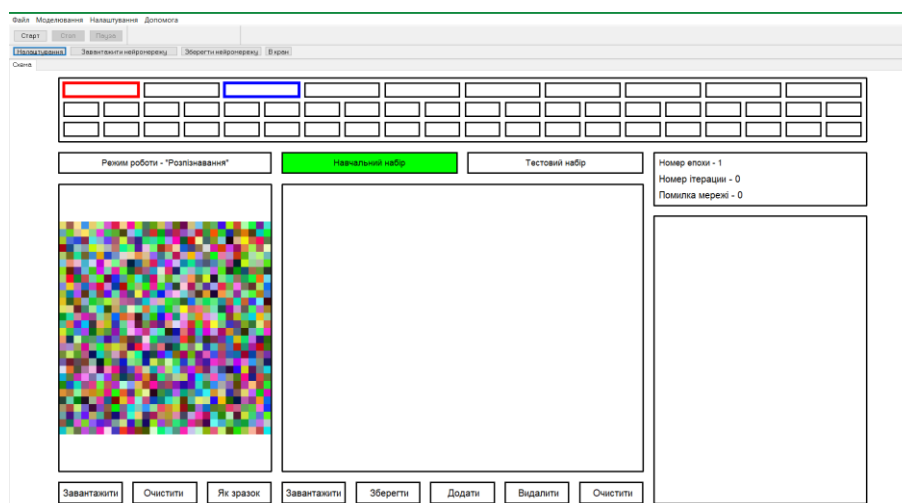 Файл Моделювання Налаштування Допомога
Старт Стоп Пауза
Налаштування Завантажити нейромережу Зберегти нейромережу В кран
Схема
Режим роботи - "Розпізнавання" Навчальний набір Тестовий набір
Номер епохи - 1
Номер ітерации - 0
Помилка мережі - 0
Завантажити Очистити Як зразок Завантажити Зберегти Додати Видалити Очистити